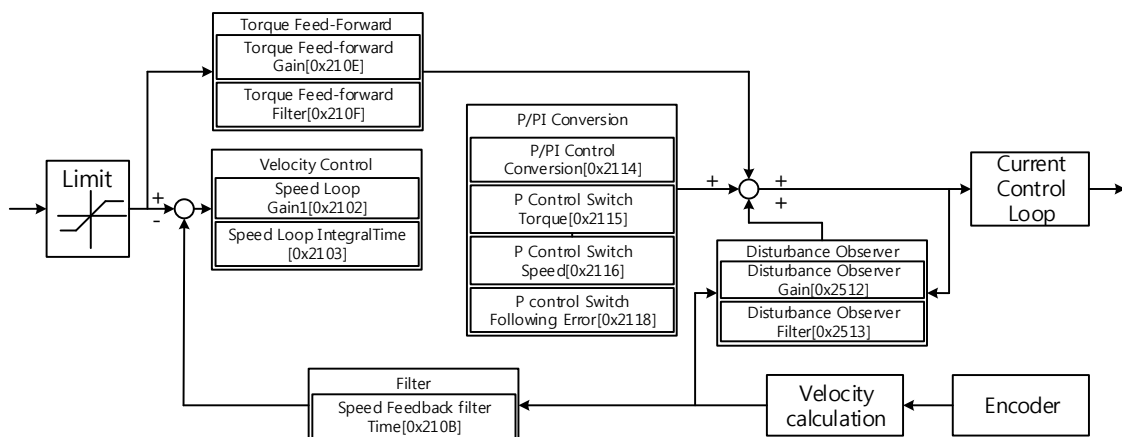 Torque Feed-Forward
Torque Feed-forward
Gain[0x210E]
Torque Feed-forward
Filter[0x210F]
P/PI Conversion
P/PI Control
Conversion[0x2114]
P Control Switch
Torque[0x2115]
P Control Switch
Speed[0x2116]
P control Switch
Following Error[0x2118]
Limit
+
-
Velocity Control
Speed Loop
Gain1[0x2102]
Speed Loop IntegralTime
[0x2103]
+
+
+
Current
Control
Loop
Disturbance Observer
Disturbance Observer
Gain[0x2512]
Disturbance Observer
Filter[0x2513]
Filter
Speed Feedback filter
Time[0x210B]
Velocity
calculation
Encoder